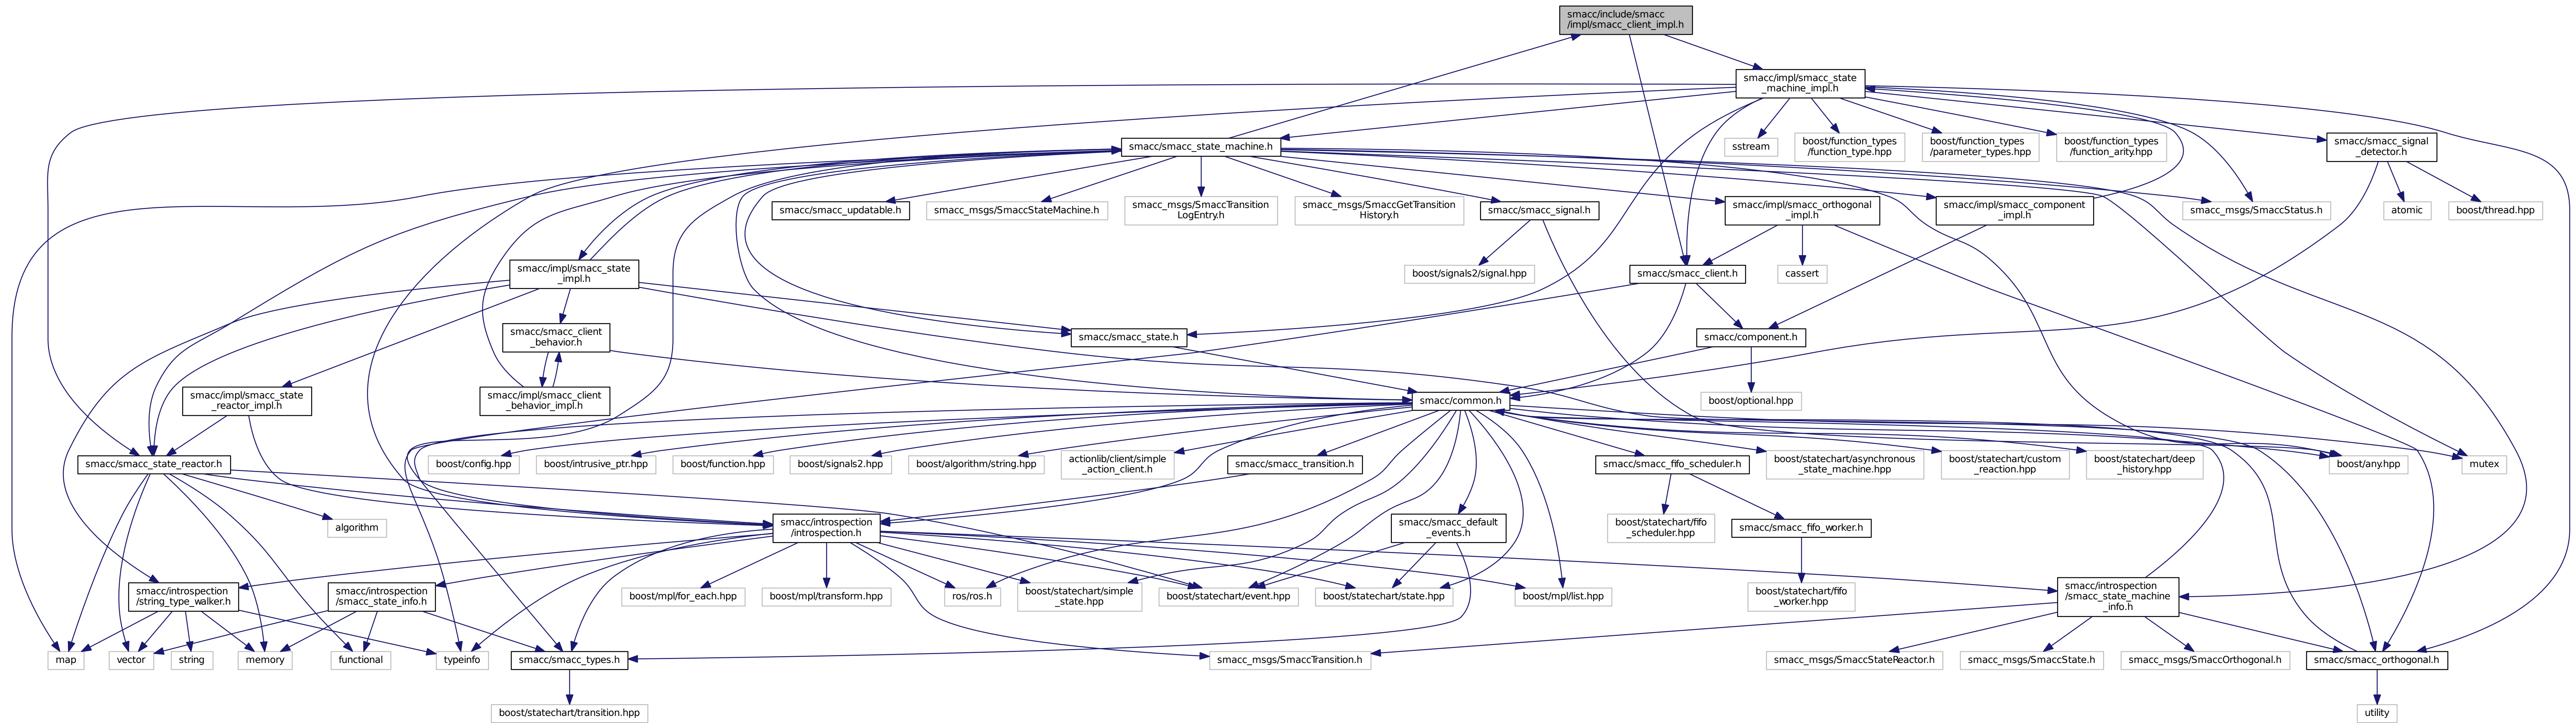 smacc/include/smacc
/impl/smacc_client_impl.h
smacc/impl/smacc_state
_machine_impl.h
smacc/smacc_state_machine.h
sstream
boost/function_types
/function_type.hpp
boost/function_types
/parameter_types.hpp
boost/function_types
/function_arity.hpp
smacc/smacc_signal
_detector.h
smacc/smacc_updatable.h
smacc_msgs/SmaccStateMachine.h
smacc_msgs/SmaccTransition
LogEntry.h
smacc_msgs/SmaccGetTransition
History.h
smacc/smacc_signal.h
smacc/impl/smacc_orthogonal
_impl.h
smacc/impl/smacc_component
_impl.h
smacc_msgs/SmaccStatus.h
atomic
boost/thread.hpp
smacc/impl/smacc_state
_impl.h
boost/signals2/signal.hpp
smacc/smacc_client.h
cassert
smacc/smacc_client
_behavior.h
smacc/smacc_state.h
smacc/component.h
smacc/impl/smacc_state
_reactor_impl.h
smacc/impl/smacc_client
_behavior_impl.h
smacc/common.h
boost/optional.hpp
smacc/smacc_state_reactor.h
boost/config.hpp
boost/intrusive_ptr.hpp
boost/function.hpp
boost/signals2.hpp
boost/algorithm/string.hpp
actionlib/client/simple
_action_client.h
smacc/smacc_transition.h
smacc/smacc_fifo_scheduler.h
boost/statechart/asynchronous
_state_machine.hpp
boost/statechart/custom
_reaction.hpp
boost/statechart/deep
_history.hpp
boost/any.hpp
mutex
algorithm
smacc/introspection
/introspection.h
smacc/smacc_default
_events.h
boost/statechart/fifo
_scheduler.hpp
smacc/smacc_fifo_worker.h
smacc/introspection
/string_type_walker.h
smacc/introspection
/smacc_state_info.h
boost/mpl/for_each.hpp
boost/mpl/transform.hpp
ros/ros.h
boost/statechart/simple
_state.hpp
boost/statechart/event.hpp
boost/statechart/state.hpp
boost/mpl/list.hpp
boost/statechart/fifo
_worker.hpp
smacc/introspection
/smacc_state_machine
_info.h
map
vector
string
memory
functional
typeinfo
smacc/smacc_types.h
smacc_msgs/SmaccTransition.h
smacc_msgs/SmaccStateReactor.h
smacc_msgs/SmaccState.h
smacc_msgs/SmaccOrthogonal.h
smacc/smacc_orthogonal.h
boost/statechart/transition.hpp
utility